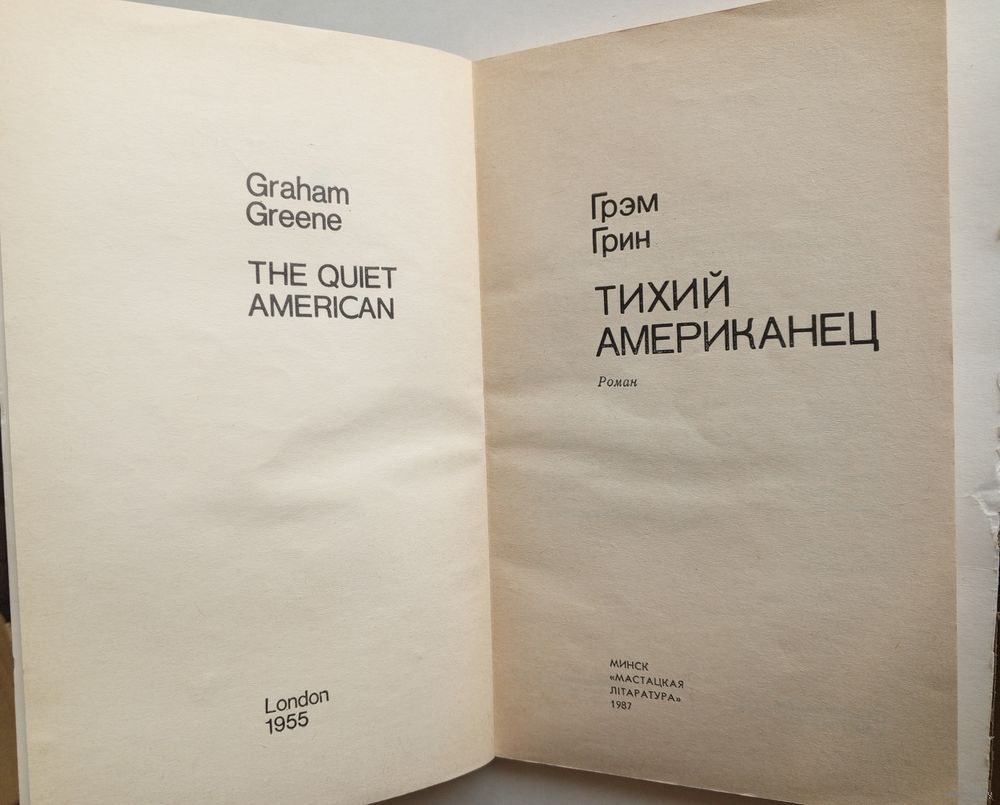 Graham
Greene
THE QUIET
AMERICAN
London
1955
Грэм
Грин
ТИХИЙ
АМЕРИКАНЕЦ
Роман
МИНСК
«МАСТАЦКАЯ
ЛІТАРАТУРА»
1987